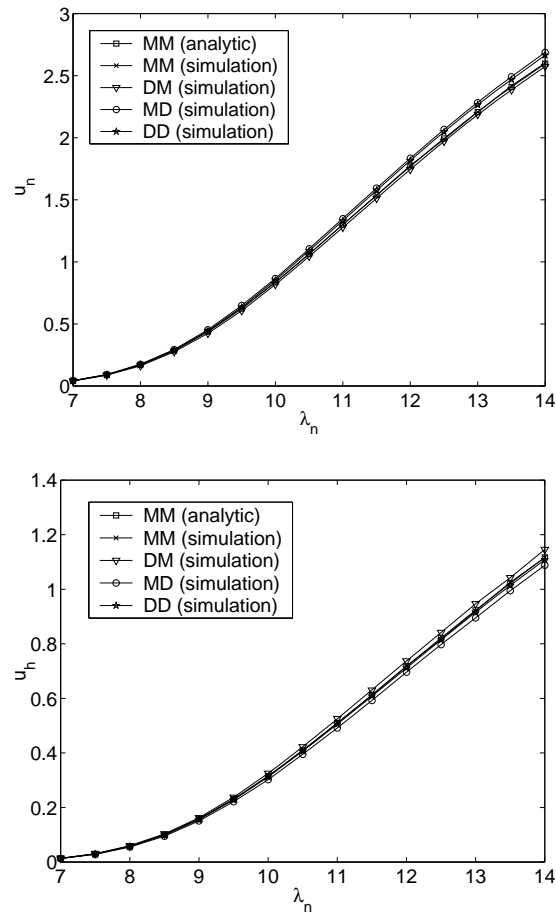 3
2.5
2
1.5
1
0.5
0
u_n
MM (analytic)
MM (simulation)
DM (simulation)
MD (simulation)
DD (simulation)
7 8 9 10 11 12 13 14
λ_n
1.4
1.2
1
0.8
0.6
0.4
0.2
0
u_h
MM (analytic)
MM (simulation)
DM (simulation)
MD (simulation)
DD (simulation)
7 8 9 10 11 12 13 14
λ_n